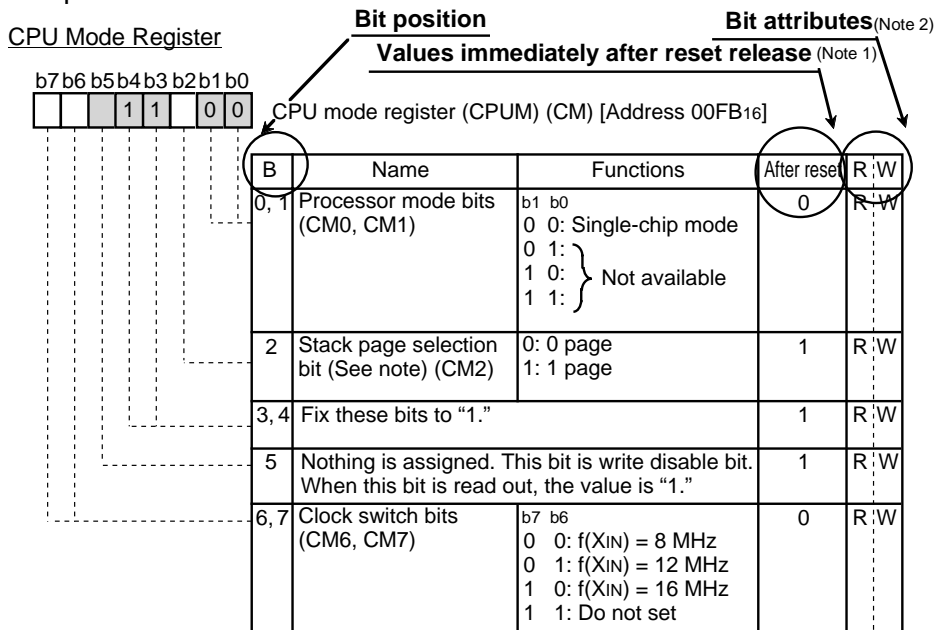 Bit position
Bit attributes(Note 2)
CPU Mode Register
Values immediately after reset release (Note 1)
b7 b6 b5 b4 b3 b2 b1 b0
1 1 0 0
CPU mode register (CPUM) (CM) [Address 00FB16]
B Name Functions After reset R W
0, 1 Processor mode bits b1 b0 0 R W
(CM0, CM1) 0 0: Single-chip mode
0 1:
1 0: Not available
1 1:
2 Stack page selection 0: 0 page 1 R W
bit (See note) (CM2) 1: 1 page
3, 4 Fix these bits to “1.” 1 R W
5 Nothing is assigned. This bit is write disable bit. 1 R W
When this bit is read out, the value is “1.”
6, 7 Clock switch bits b7 b6 0 R W
(CM6, CM7) 0 0: f(XIN) = 8 MHz
0 1: f(XIN) = 12 MHz
1 0: f(XIN) = 16 MHz
1 1: Do not set